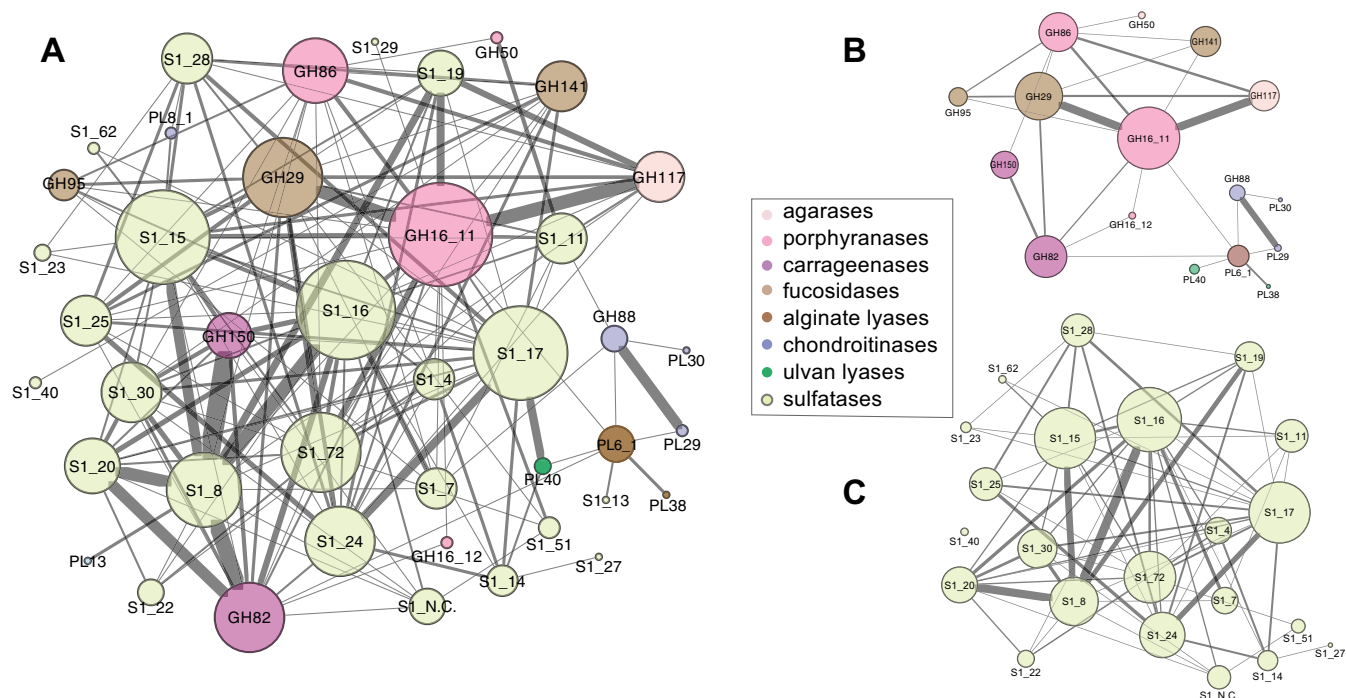 A
S1_28
GH86
S1_29
GH50
S1_19
GH141
PL8_1
S1_62
GH95
GH29
GH117
S1_15
GH16_11
S1_11
S1_23
S1_25
GH150
S1_16
S1_17
GH88
PL30
S1_40
S1_30
S1_4
S1_20
S1_8
S1_72
PL6_1
PL29
S1_7
PL40
S1_13
PL38
S1_24
GH16_12
S1_51
PL13
S1_22
S1_14
S1_27
GH82
S1_N.C.
B
GH86
GH50
GH141
GH29
GH95
GH117
GH16_11
GH150
GH88
PL30
GH16_12
GH82
PL29
PL6_1
PL40
PL38
agarases
porphyranases
carrageenases
fucosidases
alginate lyases
chondroitinases
ulvan lyases
sulfatases
C
S1_28
S1_19
S1_62
S1_16
S1_23
S1_15
S1_11
S1_25
S1_17
S1_40
S1_4
S1_30
S1_20
S1_72
S1_8
S1_7
S1_24
S1_51
S1_22
S1_14
S1_27
S1_N.C.